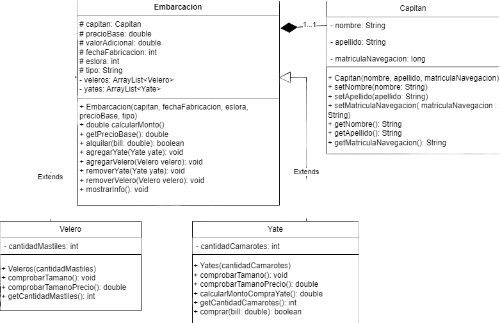 Embarcacion
# capitan: Capitan
# precioBase: double
# valorAdicional: double
# fechaFabricacion: int
# eslora: int
# tipo: String
- veleros: ArrayList<Velero>
- yates: ArrayList<Yate>
+ Embarcacion(capitan, fechaFabricacion, eslora,
precioBase, tipo)
+ double calcularMonto()
+ getPrecioBase(): double
+ alquilar(bill: double): boolean
+ agregarYate(Yate yate): void
+ agregarVelero(Velero velero): void
+ removerYate(Yate yate): void
+ removerVelero(Velero velero): void
+ mostrarInfo(): void
1...1
Capitan
- nombre: String
- apellido: String
- matriculaNavegacion: long
+ Capitan(nombre, apellido, matriculaNavegacion)
+ setNombre(nombre: String)
+ setApellido(apellido: String)
+ setMatriculaNavegacion( matriculaNavegacion :
String)
+ getNombre(): String
+ getApellido(): String
+ getMatriculaNavegacion(): String
Extends
Extends
Velero
- cantidadMastiles: int
+ Veleros(cantidadMastiles)
+ comprobarTamano(): void
+ comprobarTamanoPrecio(): double
+ getCantidadMastiles(): int
Yate
- cantidadCamarotes: int
+ Yates(cantidadCamarotes)
+ comprobarTamano(): void
+ comprobarTamanoPrecio(): double
+ calcularMontoCompraYate(): double
+ getCantidadCamarotes(): int
+ comprar(bill: double): boolean